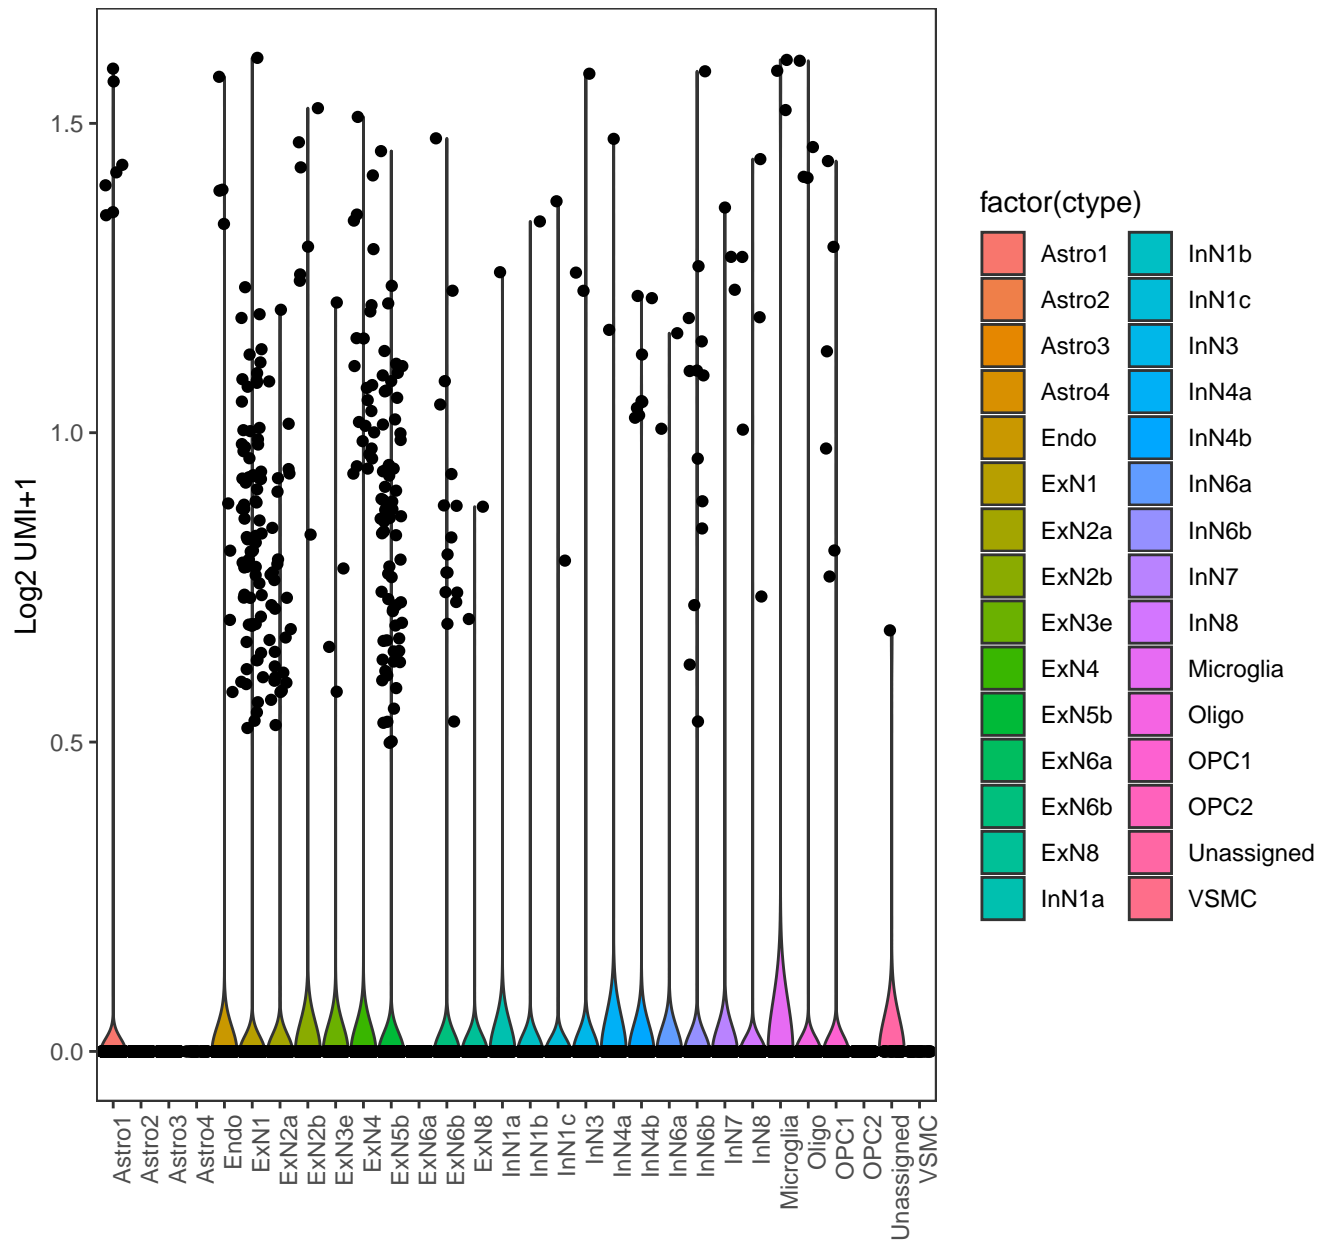 Log2 UMI+1
1.5
1.0
0.5
0.0
Astro1
Astro2
Astro3
Astro4
Endo
ExN1
ExN2a
ExN2b
ExN3e
ExN4
ExN5b
ExN6a
ExN6b
ExN8
InN1a
InN1b
InN1c
InN3
InN4a
InN4b
InN6a
InN6b
InN7
InN8
Microglia
Oligo
OPC1
OPC2
Unassigned
VSMC
factor(ctype)
Astro1
Astro2
Astro3
Astro4
Endo
ExN1
ExN2a
ExN2b
ExN3e
ExN4
ExN5b
ExN6a
ExN6b
ExN8
InN1a
InN1b
InN1c
InN3
InN4a
InN4b
InN6a
InN6b
InN7
InN8
Microglia
Oligo
OPC1
OPC2
Unassigned
VSMC